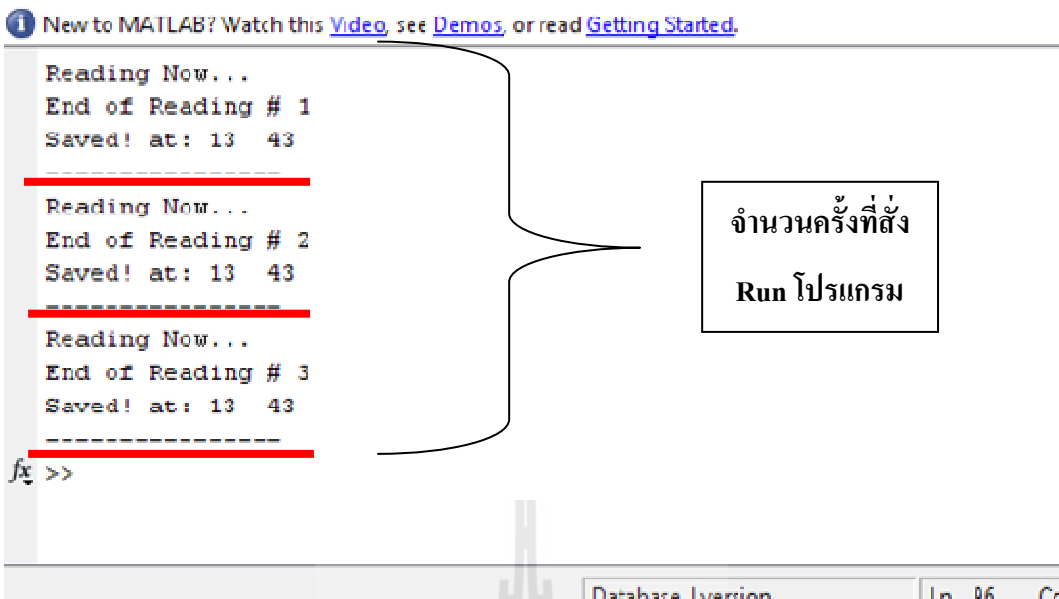 New to MATLAB? Watch this Video, see Demos, or read Getting Started.
Reading Now...
End of Reading # 1
Saved! at: 13 43
----------------
Reading Now...
End of Reading # 2
Saved! at: 13 43
----------------
Reading Now...
End of Reading # 3
Saved! at: 13 43
----------------
fx >>
จำนวนครั้งที่สั่ง
Run โปรแกรม
Ln 96